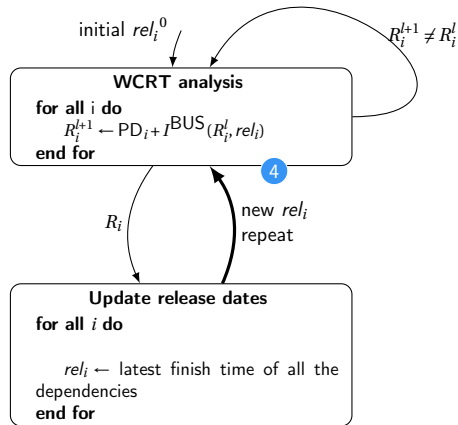 initial rel_i^0
R_i^{l+1} ≠ R_i^l
WCRT analysis
for all i do
R_i^{l+1} ← PD_i + I^BUS(R_i^l, rel_i)
end for
4
R_i
new rel_i
repeat
Update release dates
for all i do
rel_i ← latest finish time of all the
dependencies
end for